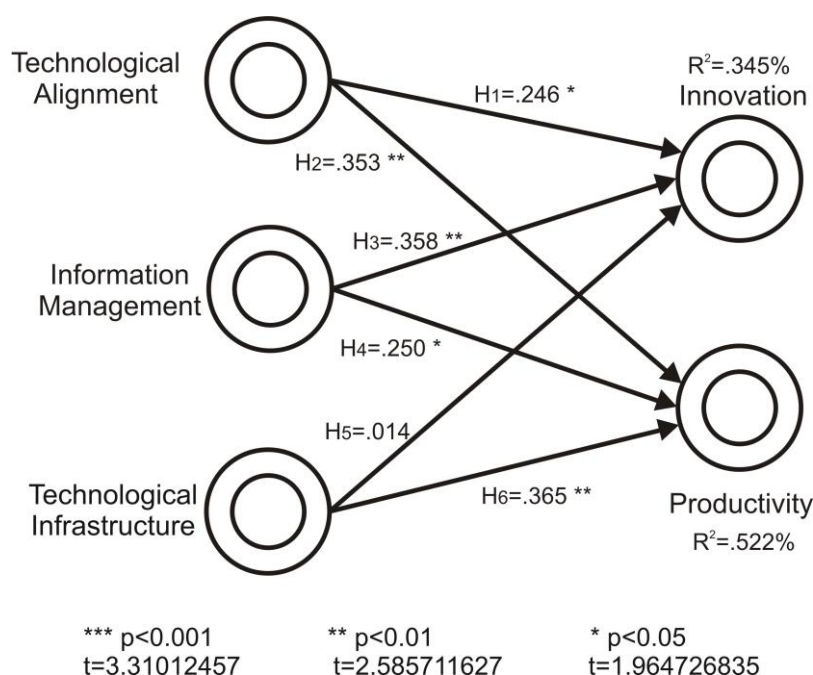 Technological
Alignment
R²=.345%
Innovation
H1=.246 *
H2=.353 **
H3=.358 **
Information
Management
H4=.250 *
H5=.014
Technological
Infrastructure
H6=.365 **
Productivity
R²=.522%
*** p<0.001
t=3.31012457
** p<0.01
t=2.585711627
* p<0.05
t=1.964726835